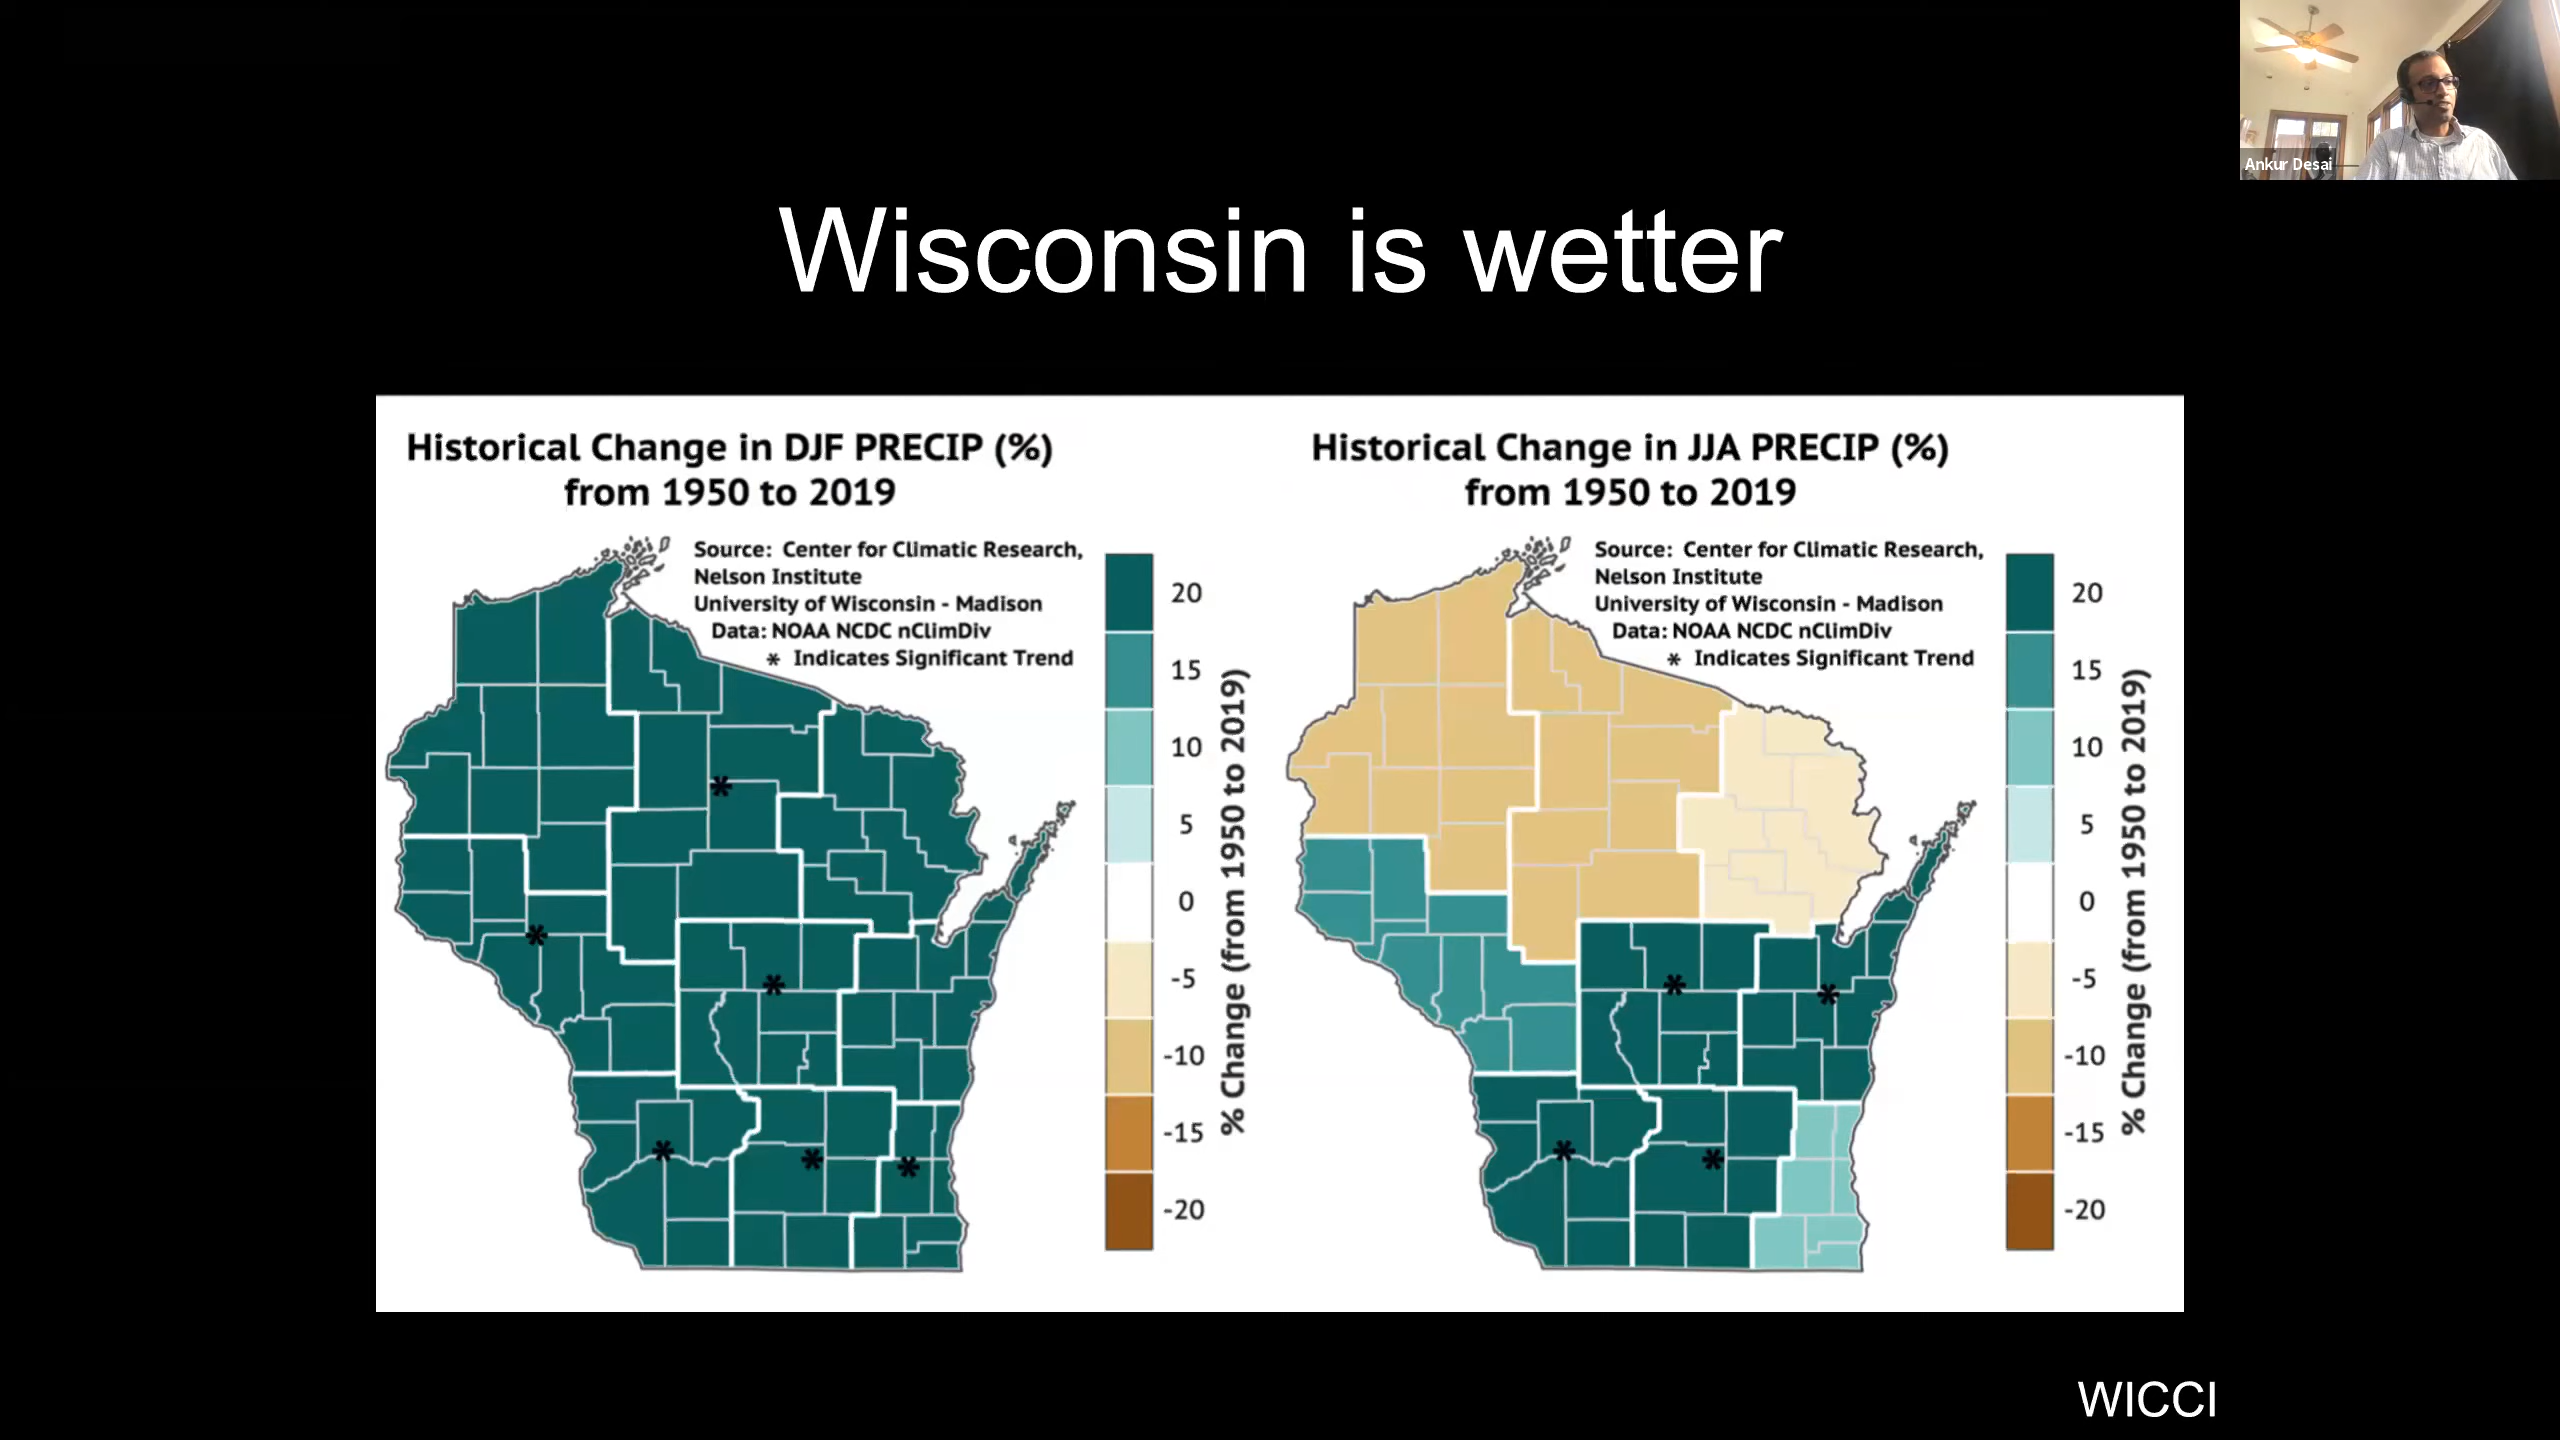 Ankur Desai
Wisconsin is wetter
Historical Change in DJF PRECIP (%)
from 1950 to 2019
Source: Center for Climatic Research,
Nelson Institute
University of Wisconsin - Madison
Data: NOAA NCDC nClimDiv
* Indicates Significant Trend
20
15
10
5
0
-5
-10
-15
-20
% Change (from 1950 to 2019)
Historical Change in JJA PRECIP (%)
from 1950 to 2019
Source: Center for Climatic Research,
Nelson Institute
University of Wisconsin - Madison
Data: NOAA NCDC nClimDiv
* Indicates Significant Trend
20
15
10
5
0
-5
-10
-15
-20
% Change (from 1950 to 2019)
WICCI